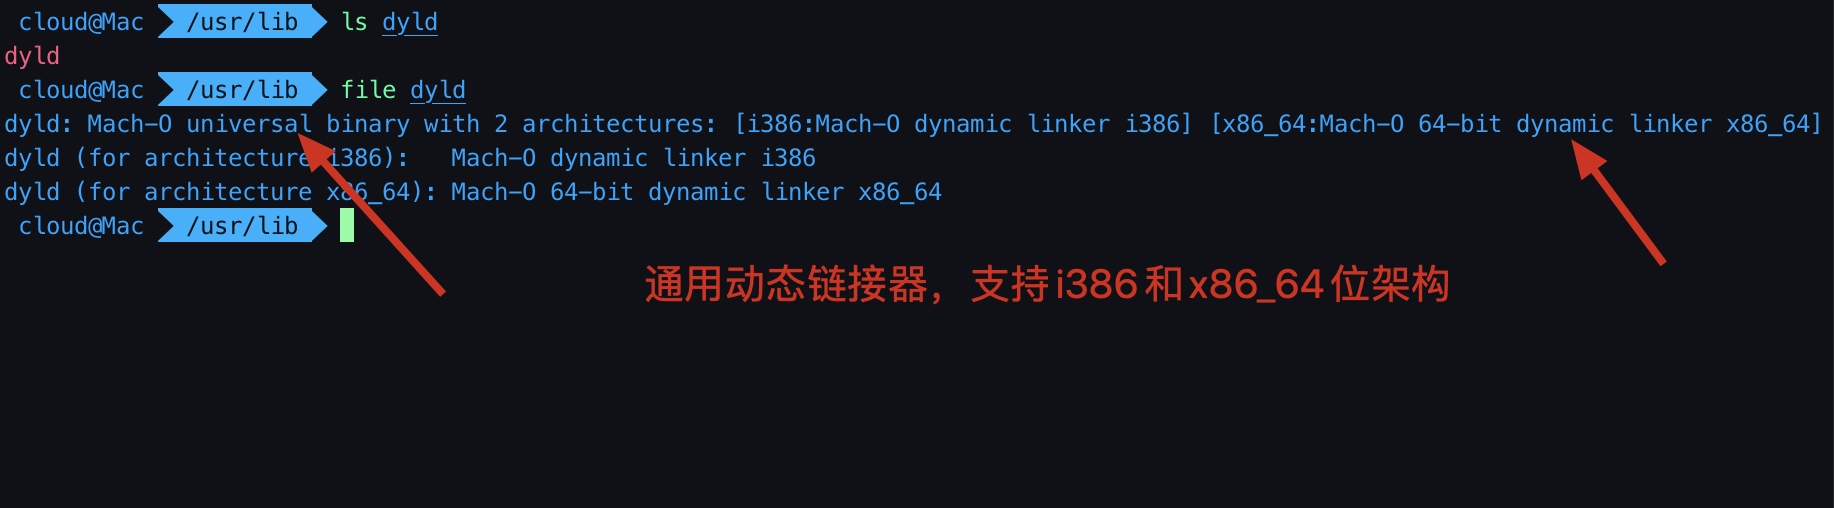 cloud@Mac /usr/lib ls dyld
dyld
cloud@Mac /usr/lib file dyld
dyld: Mach-O universal binary with 2 architectures: [i386:Mach-O dynamic linker i386] [x86_64:Mach-O 64-bit dynamic linker x86_64]
dyld (for architecture i386):   Mach-O dynamic linker i386
dyld (for architecture x86_64): Mach-O 64-bit dynamic linker x86_64
cloud@Mac /usr/lib
通用动态链接器，支持i386和x86_64位架构